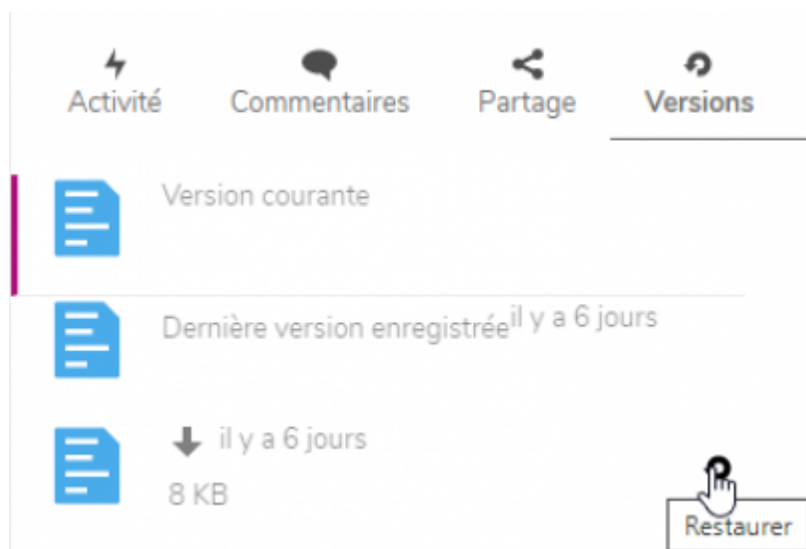 Activité Commentaires Partage Versions
Version courante
Dernière version enregistrée il y a 6 jours
il y a 6 jours
8 KB
Restaurer